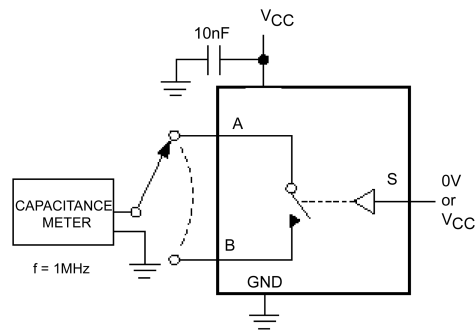 VCC
10nF
A
S
0V
or
VCC
CAPACITANCE
METER
B
f = 1MHz
GND